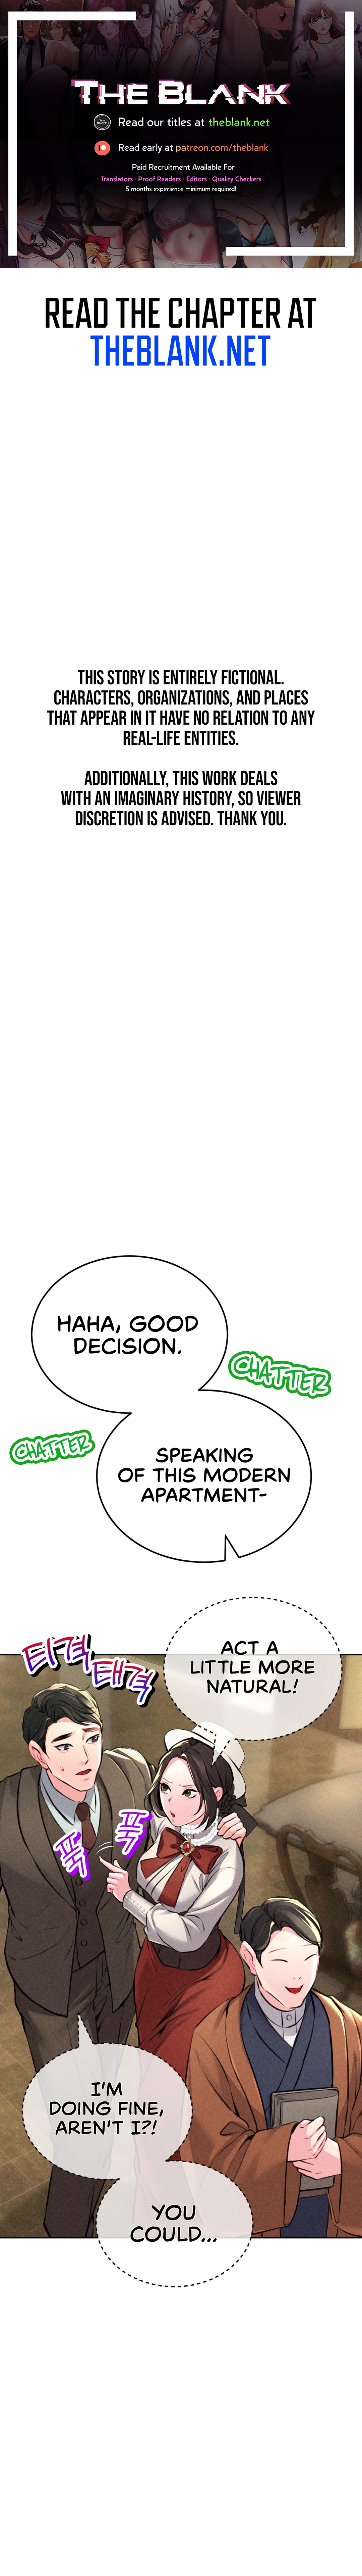 THE BLANK
Read our titles at theblank.net
Read early at patreon.com/theblank
Paid Recruitment Available For
· Translators · Proof Readers · Editors · Quality Checkers ·
5 months experience minimum required!
READ THE CHAPTER AT
THEBLANK.NET
THIS STORY IS ENTIRELY FICTIONAL.
CHARACTERS, ORGANIZATIONS, AND PLACES
THAT APPEAR IN IT HAVE NO RELATION TO ANY
REAL-LIFE ENTITIES.
ADDITIONALLY, THIS WORK DEALS
WITH AN IMAGINARY HISTORY, SO VIEWER
DISCRETION IS ADVISED. THANK YOU.
HAHA, GOOD
DECISION.
CHATTER
CHATTER
SPEAKING
OF THIS MODERN
APARTMENT-
ACT A
LITTLE MORE
NATURAL!
티격
태격
푹
푹
I'M
DOING FINE,
AREN'T I?!
YOU
COULD...